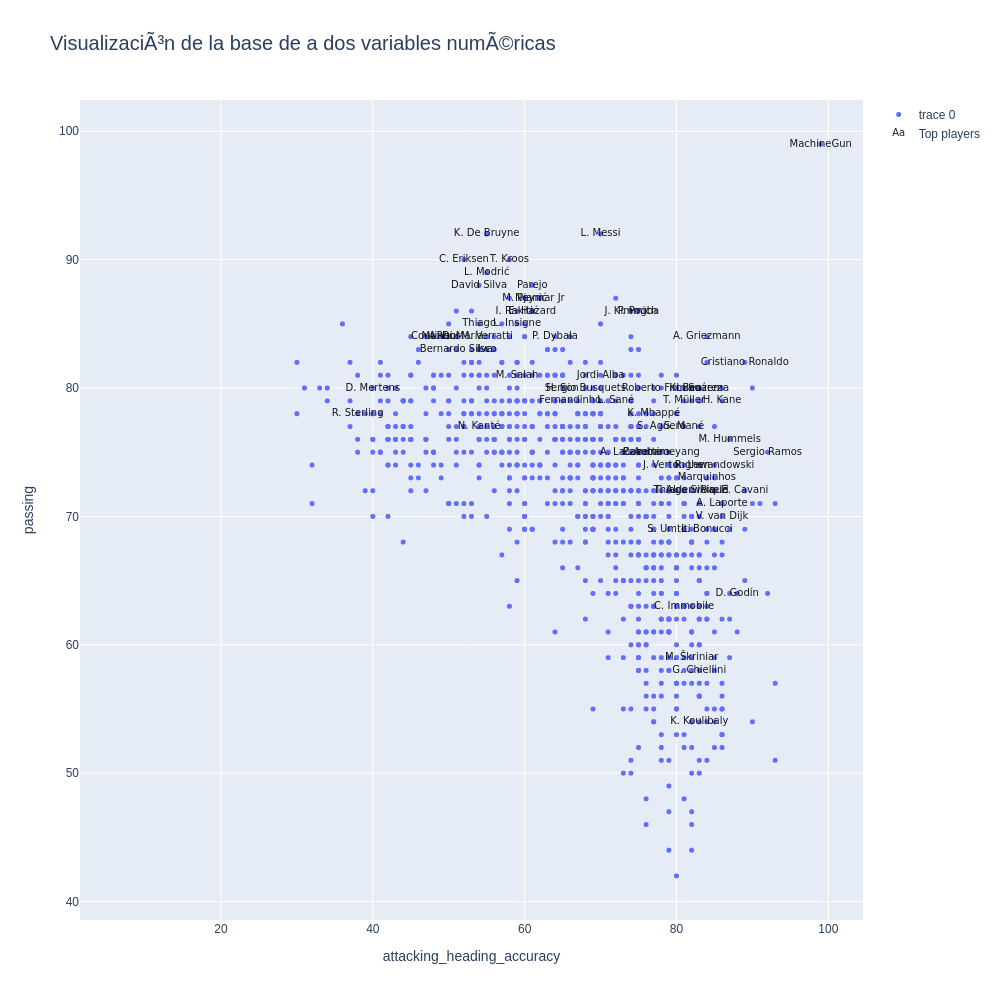 VisualizaciÃ³n de la base de a dos variables numÃ©ricas
trace 0
Aa Top players
100
MachineGun
K. De Bruyne
L. Messi
90
C. Eriksen
T. Kroos
L. Modrić
David Silva
Parejo
Neymar Jr
E. Hazard
P. Pogba
Thiago
L. Insigne
P. Dybala
A. Griezmann
Bernardo Silva
Isco
Cristiano Ronaldo
M. Salah
Jordi Alba
80
D. Mertens
Sergio Busquets
Roberto Firmino
Fernandinho
L. Sané
T. Müller
H. Kane
R. Sterling
K. Mbappé
N. Kanté
S. Agüero
S. Mané
M. Hummels
Sergio Ramos
J. Vertonghen
R. Lewandowski
Marquinhos
E. Cavani
A. Laporte
70
V. van Dijk
S. Umtiti
L. Bonucci
D. Godín
C. Immobile
60
M. Škriniar
G. Chiellini
K. Koulibaly
50
40
20
40
60
80
100
passing
attacking_heading_accuracy